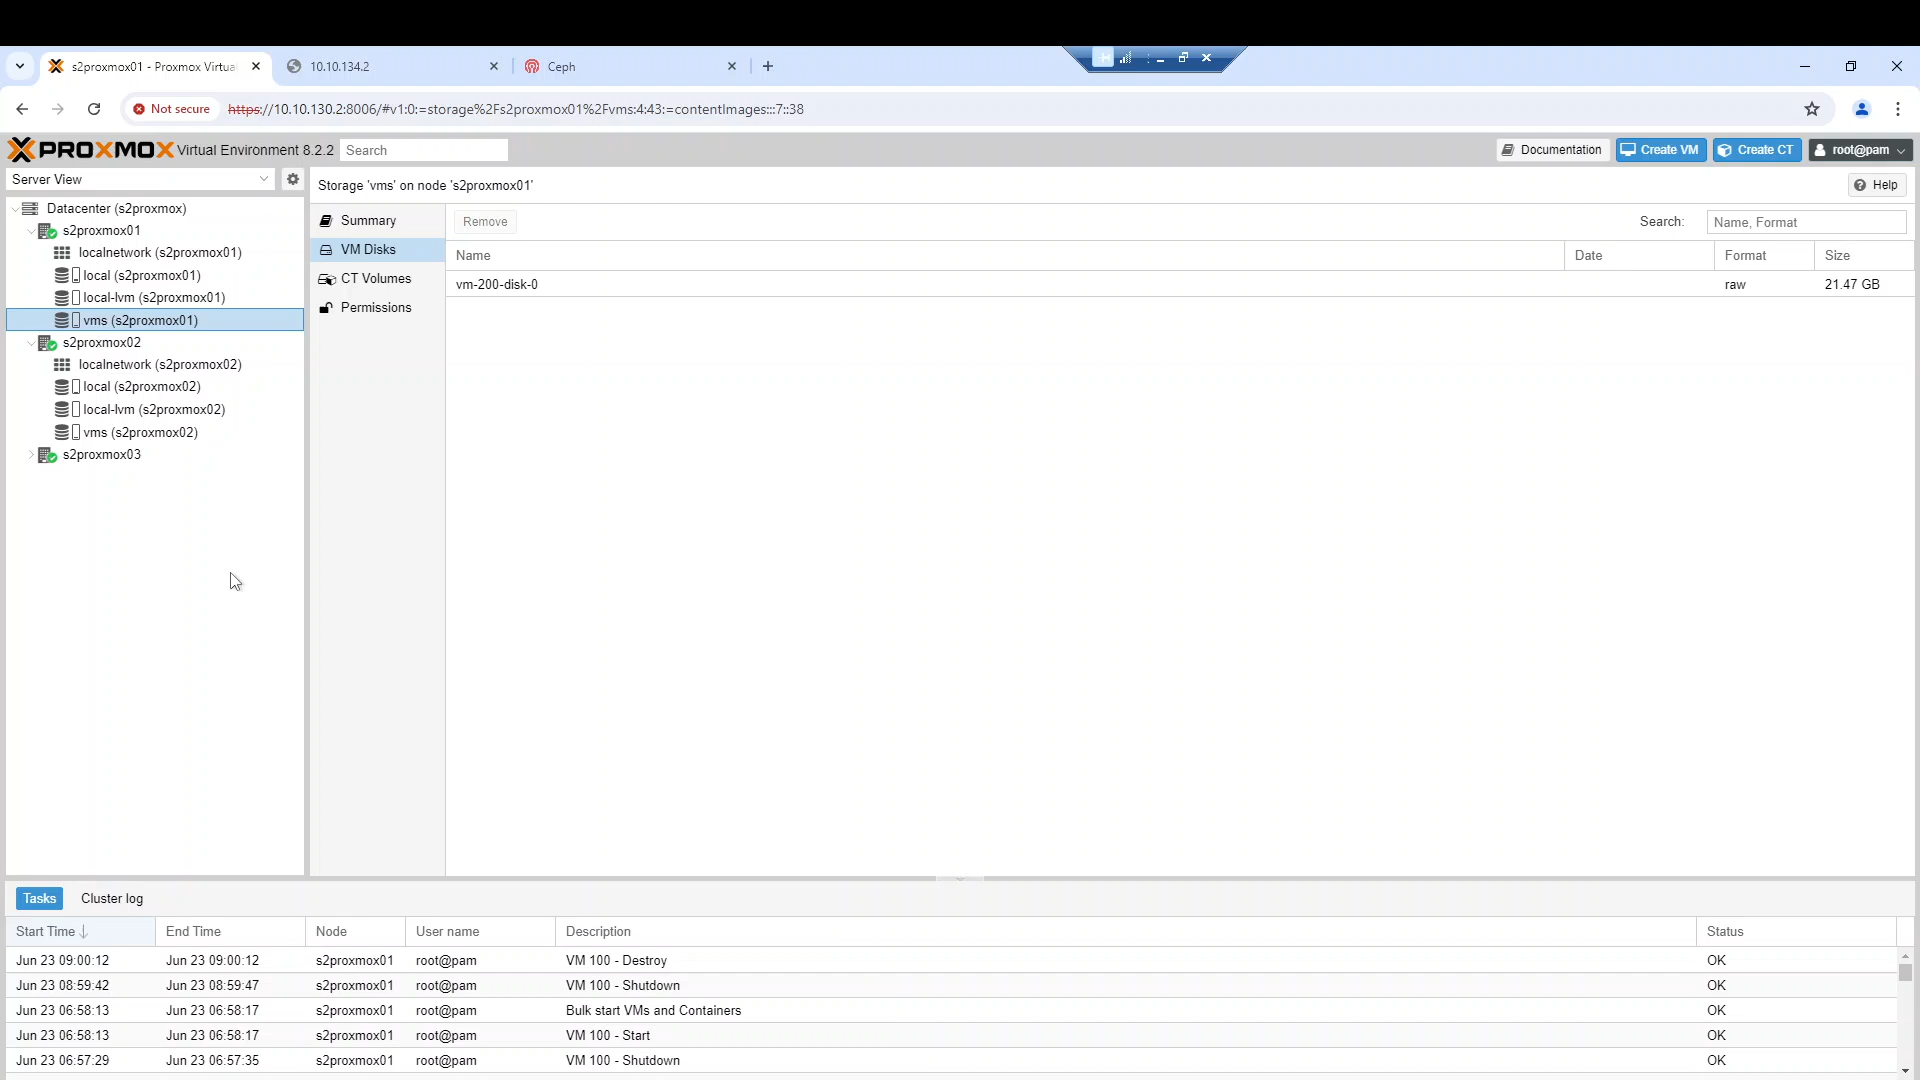 s2proxmox01 - Proxmox Virtua
10.10.134.2
Ceph
Not secure
https://10.10.130.2:8006/#v1:0:=storage%2Fs2proxmox01%2Fvms:4:43:=contentImages:::7::38
PROXMOX Virtual Environment 8.2.2
Search
Documentation
Create VM
Create CT
root@pam
Server View
Storage 'vms' on node 's2proxmox01'
Help
Datacenter (s2proxmox)
s2proxmox01
localnetwork (s2proxmox01)
local (s2proxmox01)
local-lvm (s2proxmox01)
vms (s2proxmox01)
s2proxmox02
localnetwork (s2proxmox02)
local (s2proxmox02)
local-lvm (s2proxmox02)
vms (s2proxmox02)
s2proxmox03
Summary
VM Disks
CT Volumes
Permissions
Remove
Search:
Name, Format
Name Date Format Size
vm-200-disk-0 raw 21.47 GB
Tasks
Cluster log
Start Time End Time Node User name Description Status
Jun 23 09:00:12 Jun 23 09:00:12 s2proxmox01 root@pam VM 100 - Destroy OK
Jun 23 08:59:42 Jun 23 08:59:47 s2proxmox01 root@pam VM 100 - Shutdown OK
Jun 23 06:58:13 Jun 23 06:58:17 s2proxmox01 root@pam Bulk start VMs and Containers OK
Jun 23 06:58:13 Jun 23 06:58:17 s2proxmox01 root@pam VM 100 - Start OK
Jun 23 06:57:29 Jun 23 06:57:35 s2proxmox01 root@pam VM 100 - Shutdown OK